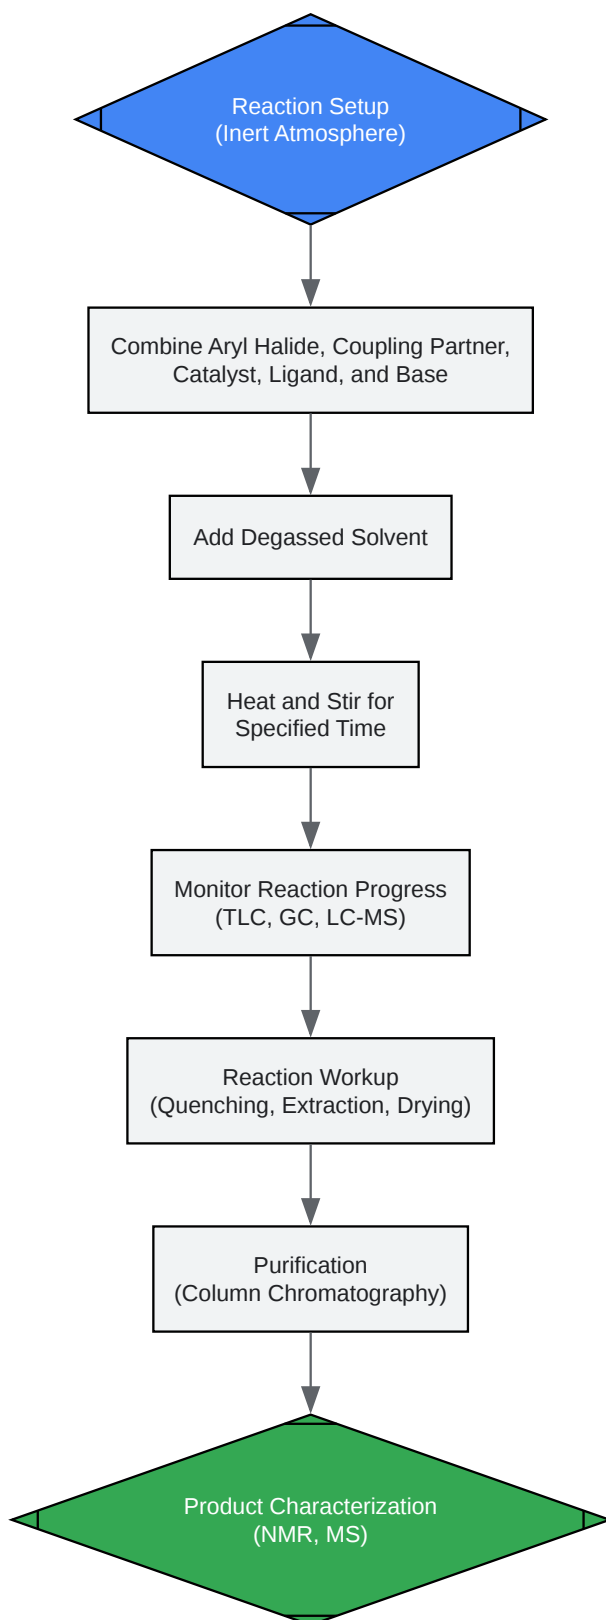 Reaction Setup
(Inert Atmosphere)
Combine Aryl Halide, Coupling Partner,
Catalyst, Ligand, and Base
Add Degassed Solvent
Heat and Stir for
Specified Time
Monitor Reaction Progress
(TLC, GC, LC-MS)
Reaction Workup
(Quenching, Extraction, Drying)
Purification
(Column Chromatography)
Product Characterization
(NMR, MS)